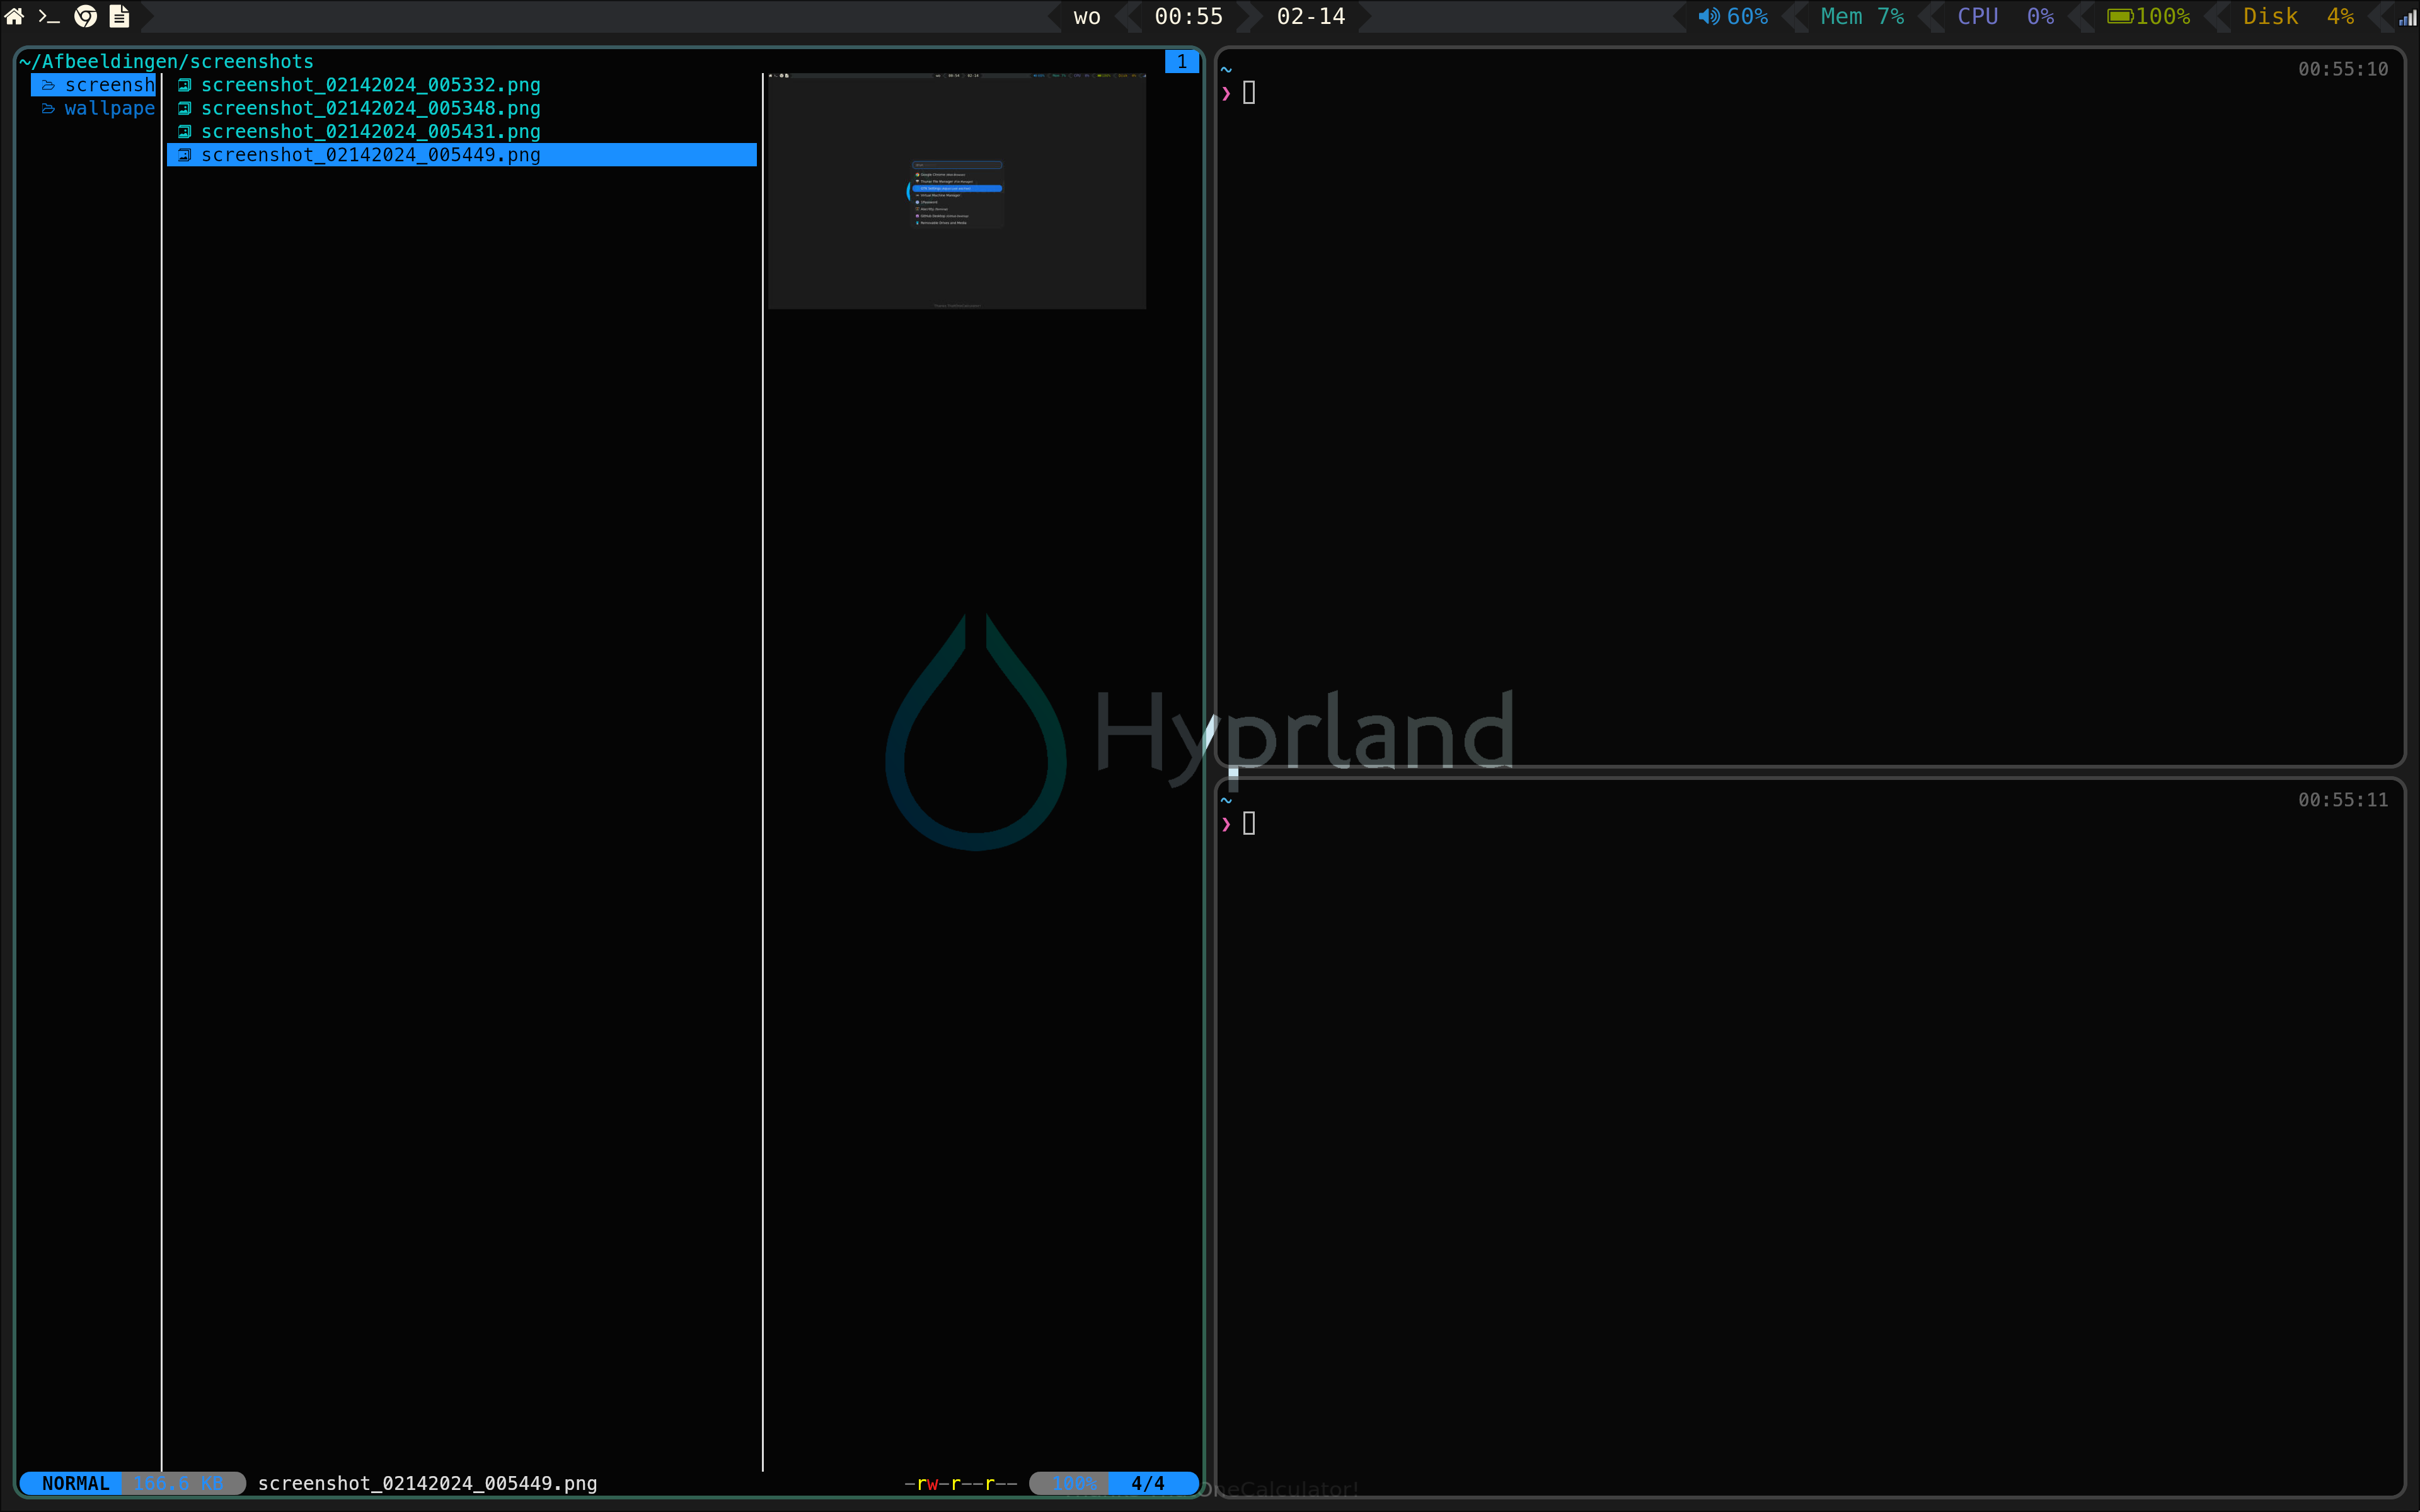 wo 00:55 02-14 60% Mem 7% CPU 0% 100% Disk 4%
~/Afbeeldingen/screenshots 1
screensh
wallpape
screenshot_02142024_005332.png
screenshot_02142024_005348.png
screenshot_02142024_005431.png
screenshot_02142024_005449.png
~ 00:55:10
❯
Hyprland
~ 00:55:11
❯
NORMAL 166.6 KB screenshot_02142024_005449.png -rw-r--r-- 100% 4/4
OneCalculator!